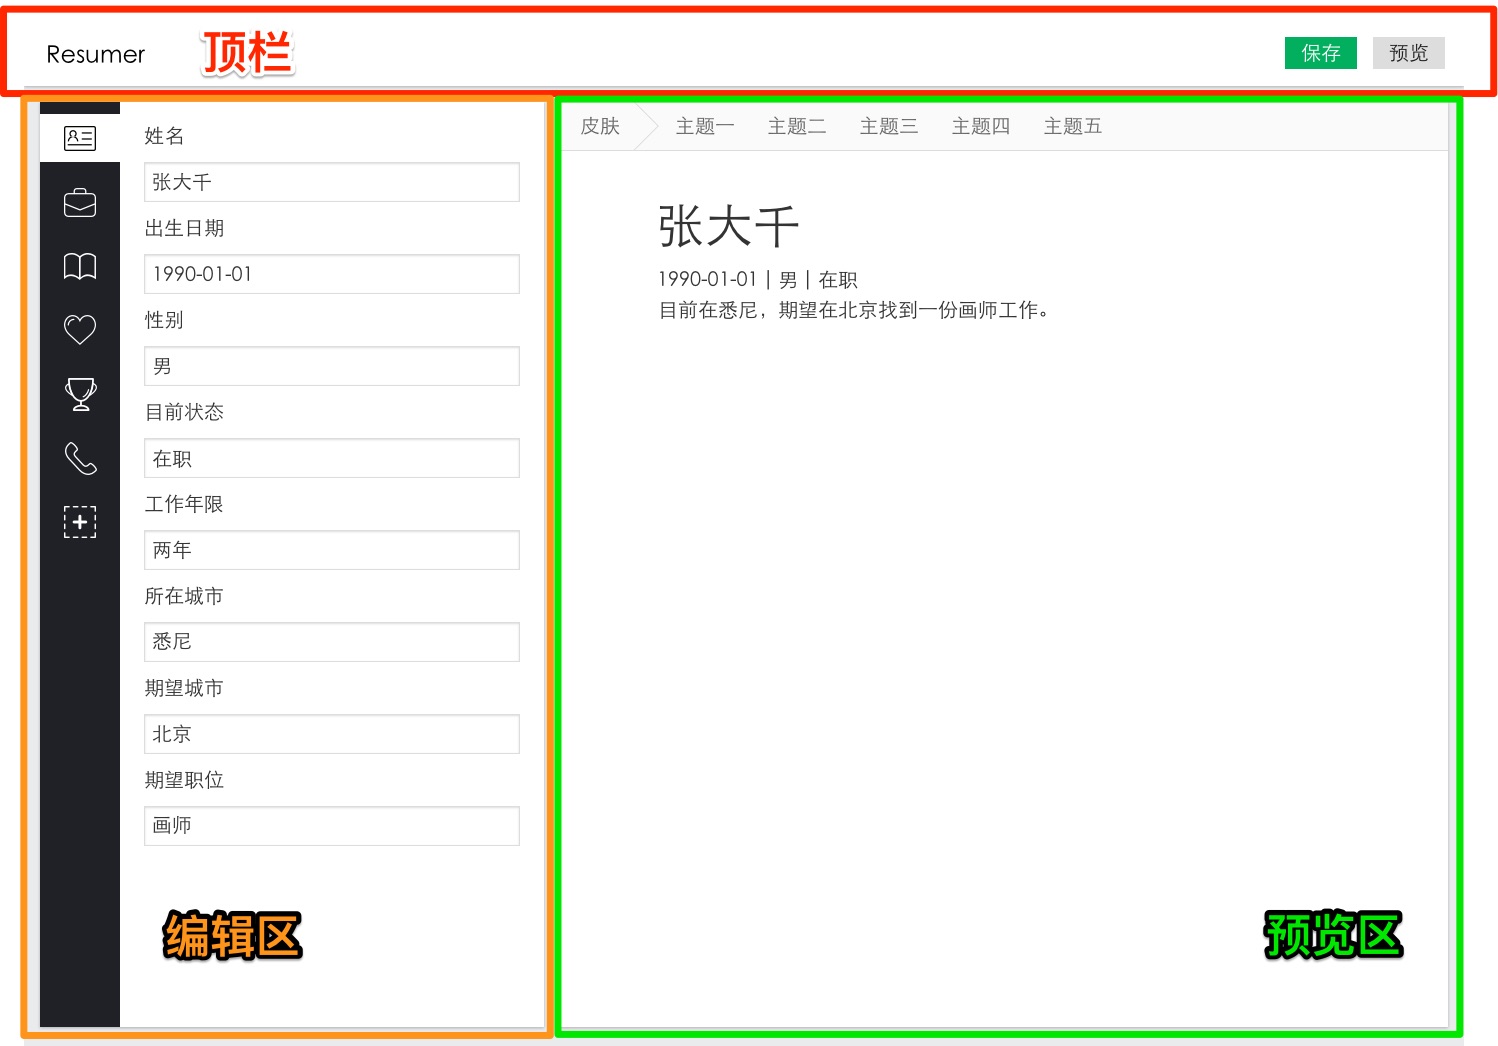 Resumer 顶栏 保存 预览
姓名
张大千
出生日期
1990-01-01
性别
男
目前状态
在职
工作年限
两年
所在城市
悉尼
期望城市
北京
期望职位
画师
编辑区
皮肤 主题一 主题二 主题三 主题四 主题五
张大千
1990-01-01 | 男 | 在职
目前在悉尼，期望在北京找到一份画师工作。
预览区